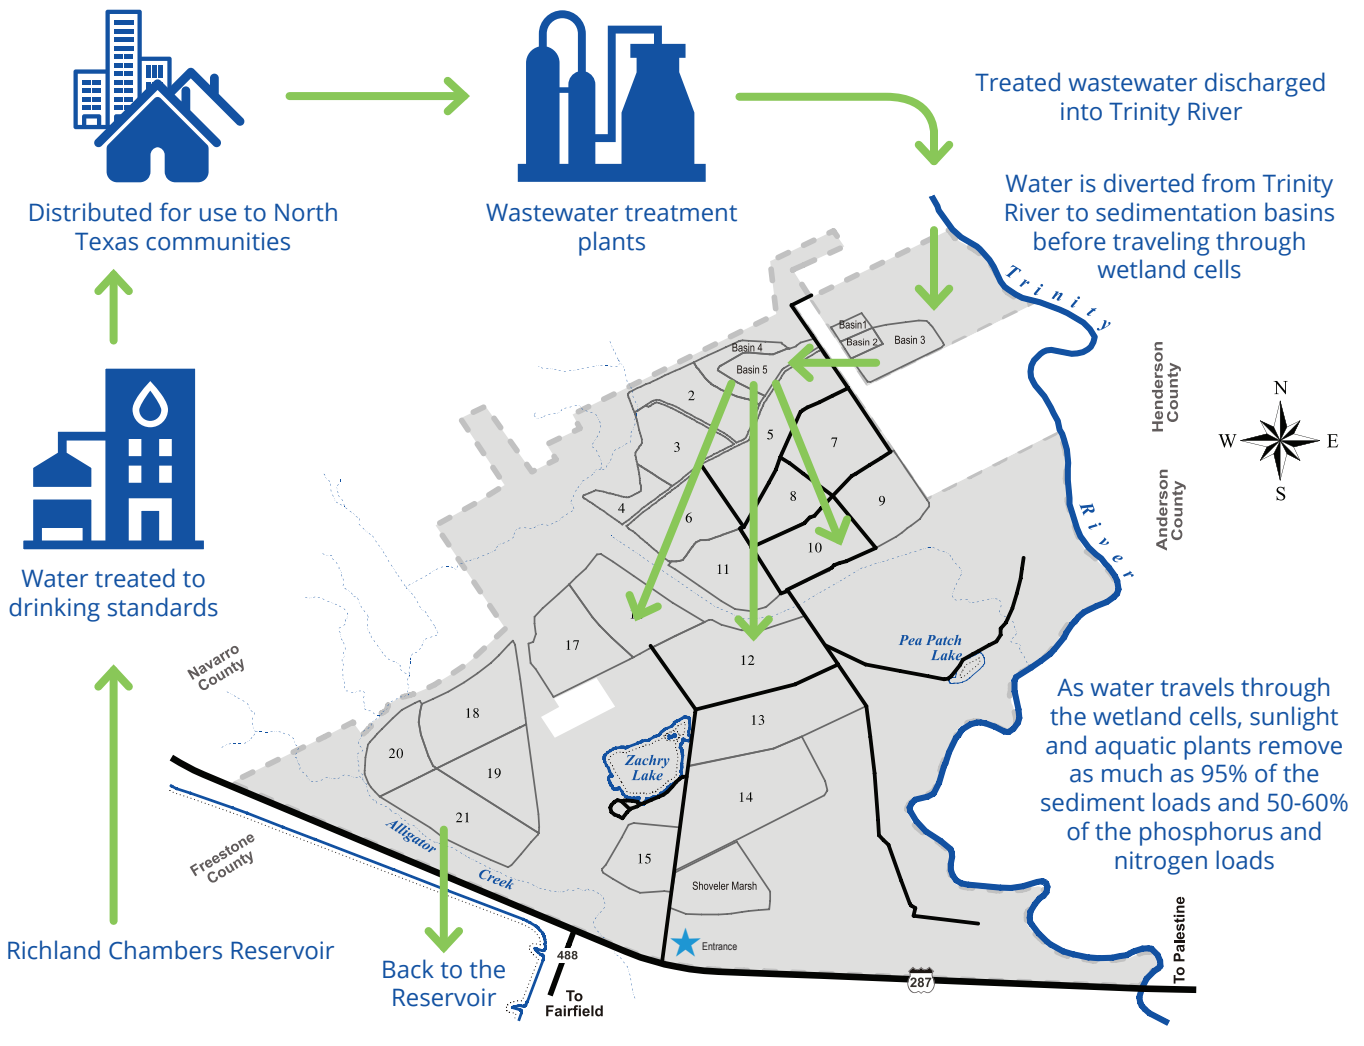 Treated wastewater discharged
into Trinity River
Water is diverted from Trinity
River to sedimentation basins
before traveling through
wetland cells
Distributed for use to North
Texas communities
Wastewater treatment
plants
Trinity
River
Basin1
Basin 2
Basin 3
Basin 4
Basin 5
Henderson
County
Anderson
County
N
W
E
S
2
3
4
5
6
7
8
9
10
11
12
13
14
15
17
18
19
20
21
Water treated to
drinking standards
Navarro
County
Pea Patch
Lake
Zachry
Lake
As water travels through
the wetland cells, sunlight
and aquatic plants remove
as much as 95% of the
sediment loads and 50-60%
of the phosphorus and
nitrogen loads
Freestone
County
Alligator
Creek
Shoveler Marsh
Entrance
Richland Chambers Reservoir
Back to the
Reservoir
488
To
Fairfield
287
To Palestine